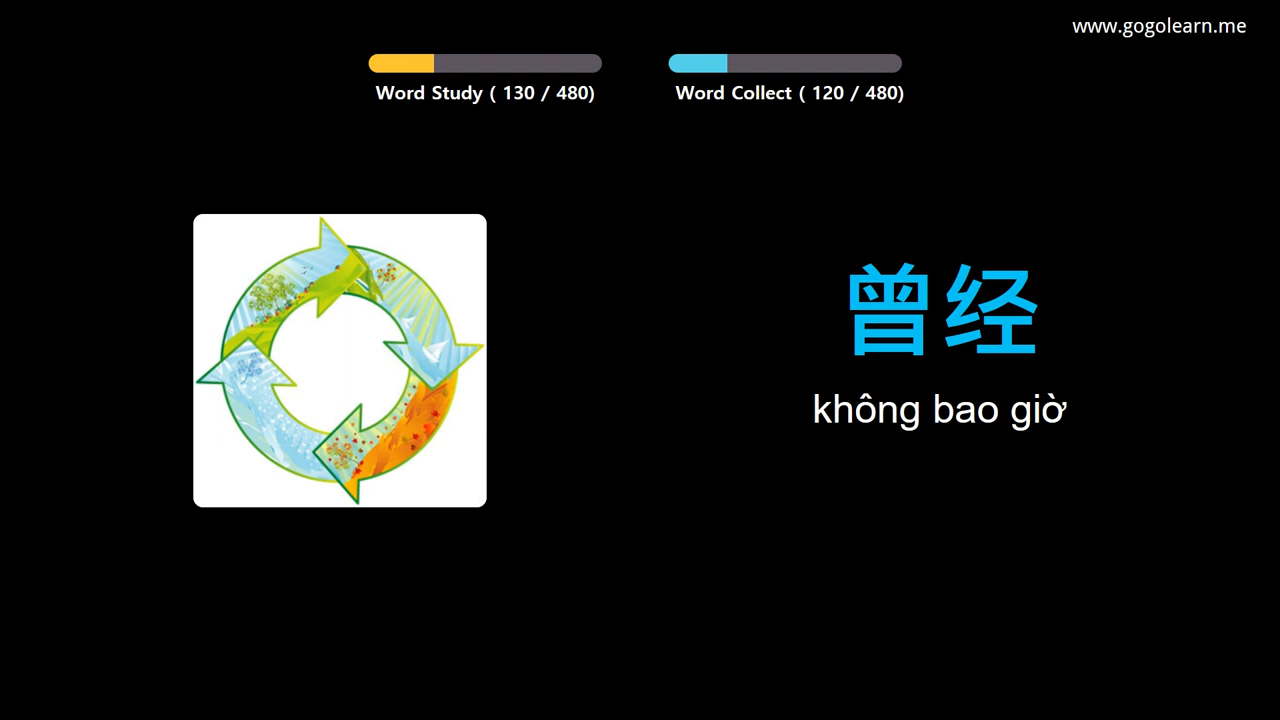 www.gogolearn.me
Word Study ( 130 / 480)
Word Collect ( 120 / 480)
曾经
không bao giờ